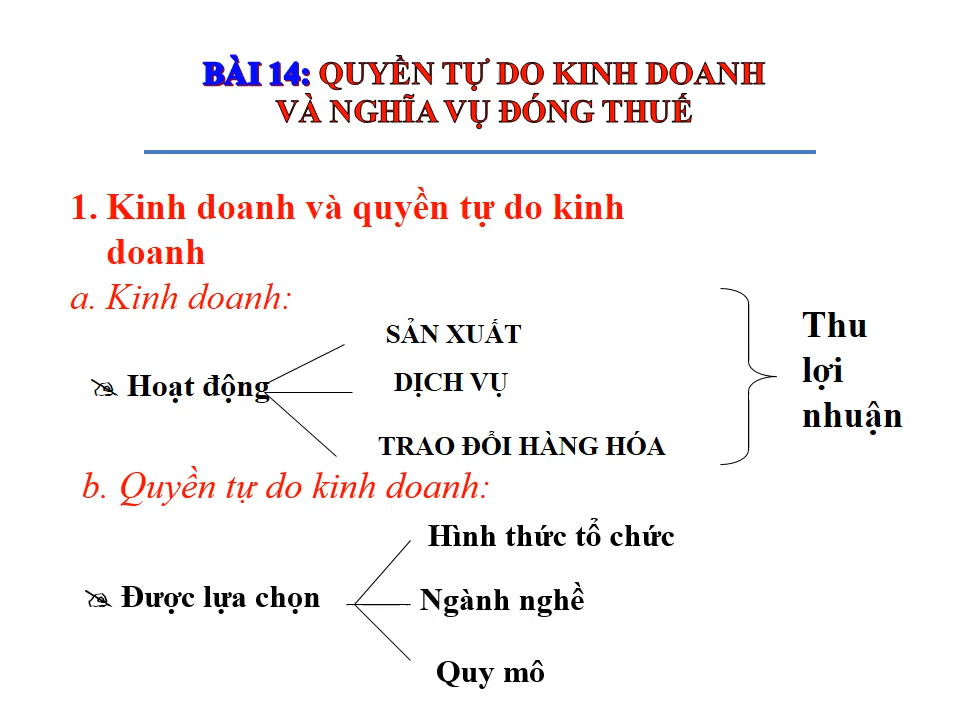 BÀI 14: QUYỀN TỰ DO KINH DOANH
VÀ NGHĨA VỤ ĐÓNG THUẾ
1. Kinh doanh và quyền tự do kinh
doanh
a. Kinh doanh:
SẢN XUẤT
Hoạt động
DỊCH VỤ
TRAO ĐỔI HÀNG HÓA
Thu
lợi
nhuận
b. Quyền tự do kinh doanh:
Hình thức tổ chức
Được lựa chọn
Ngành nghề
Quy mô